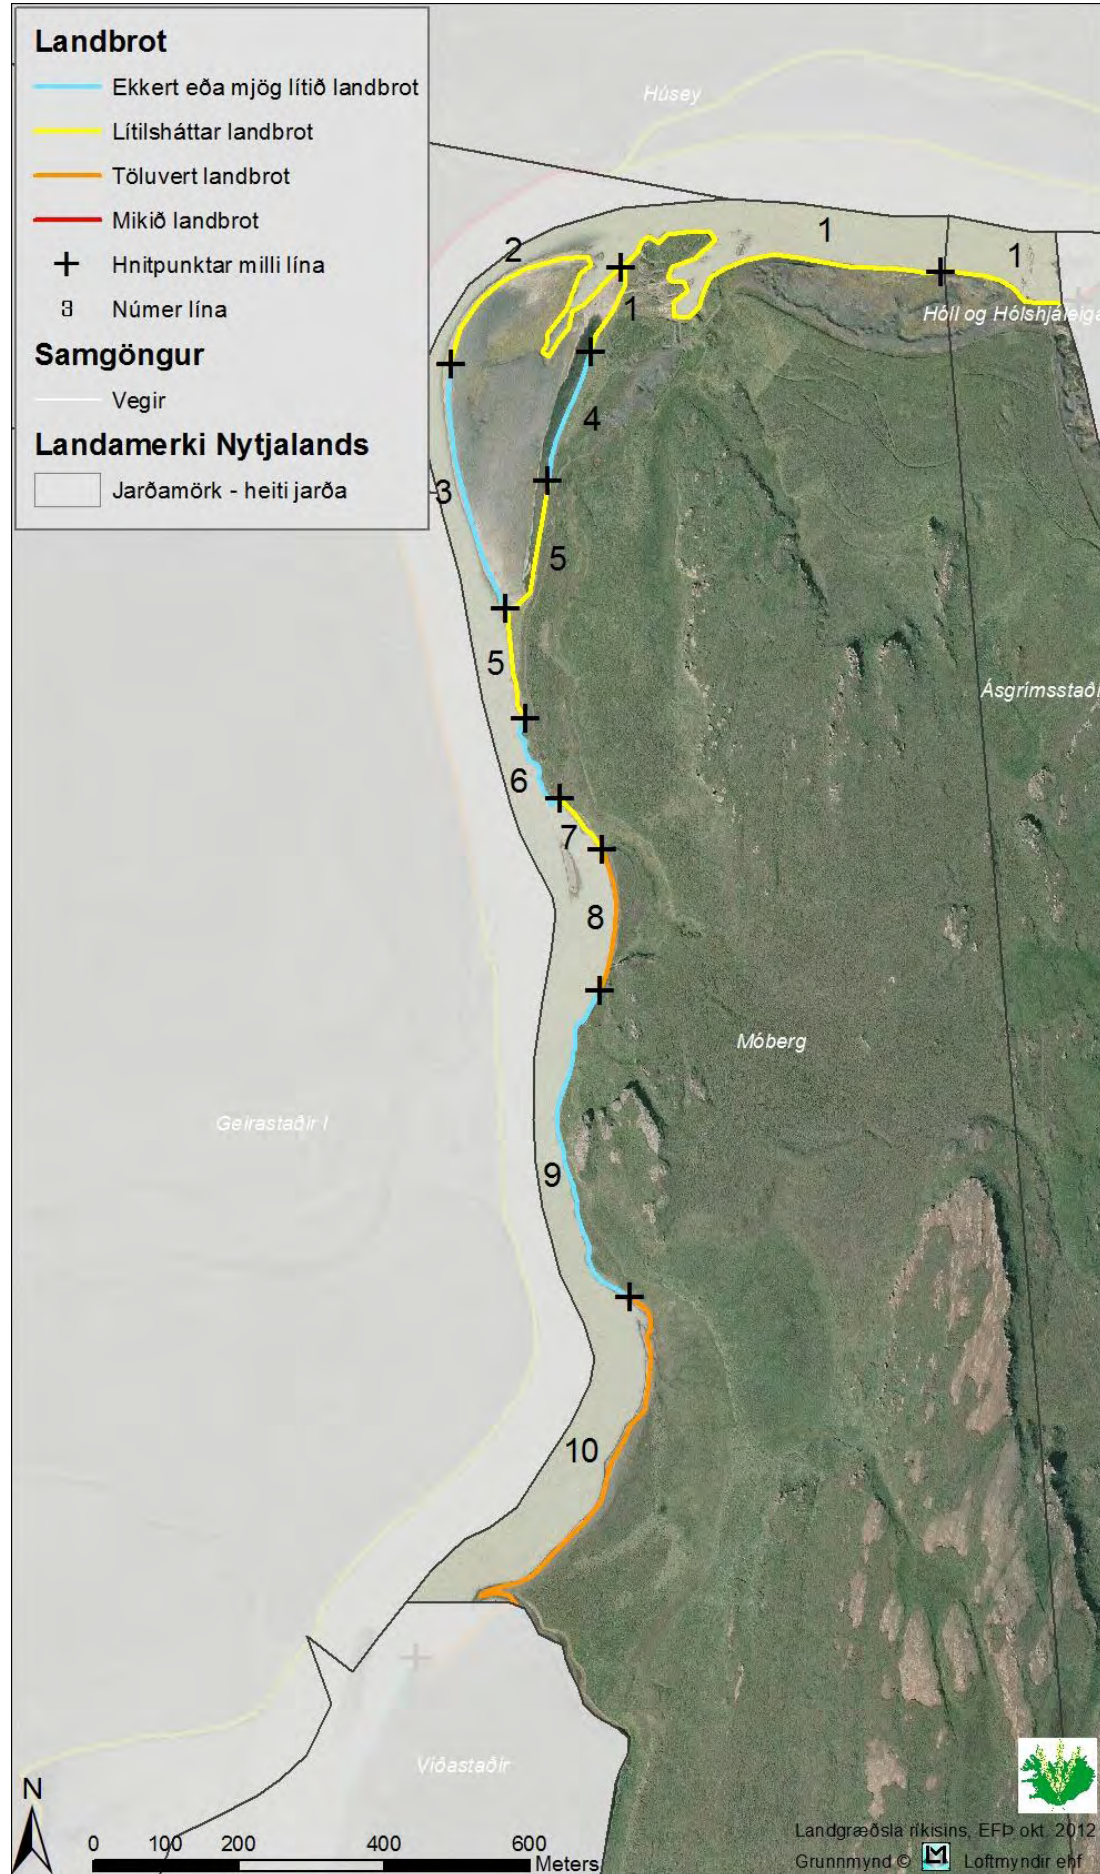 Landbrot
Ekkert eða mjög lítið landbrot
Lítilsháttar landbrot
Töluvert landbrot
Mikið landbrot
Hnitpunktar milli lína
3 Númer lína
Samgöngur
Vegir
Landamerki Nytjalands
Jarðamörk - heiti jarða
Húsey
1
1
2
1
Hóll og Hólshjáleiga
4
3
5
5
Ásgrímsstaði
6
7
8
Móberg
Geirastaðir I
9
10
Víðastaðir
N
0 100 200 400 600
Meters
Landgræðsla ríkisins, EFÞ okt. 2012
Grunnmynd © Loftmyndir ehf